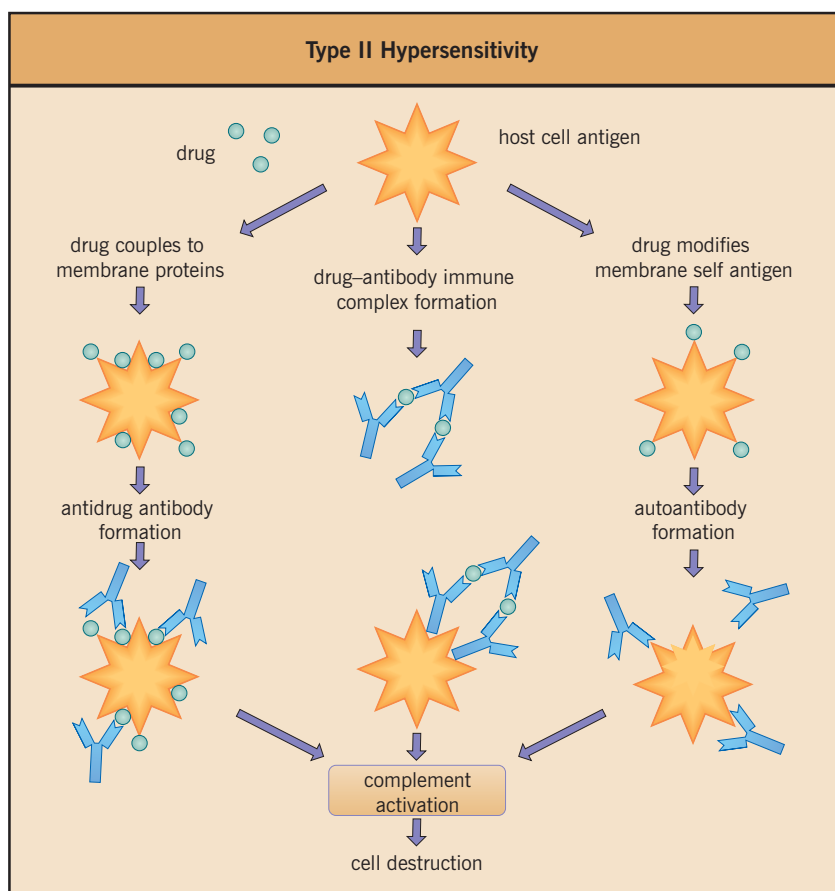 Type II Hypersensitivity
drug
host cell antigen
drug couples to
membrane proteins
drug–antibody immune
complex formation
drug modifies
membrane self antigen
antidrug antibody
formation
autoantibody
formation
complement
activation
cell destruction